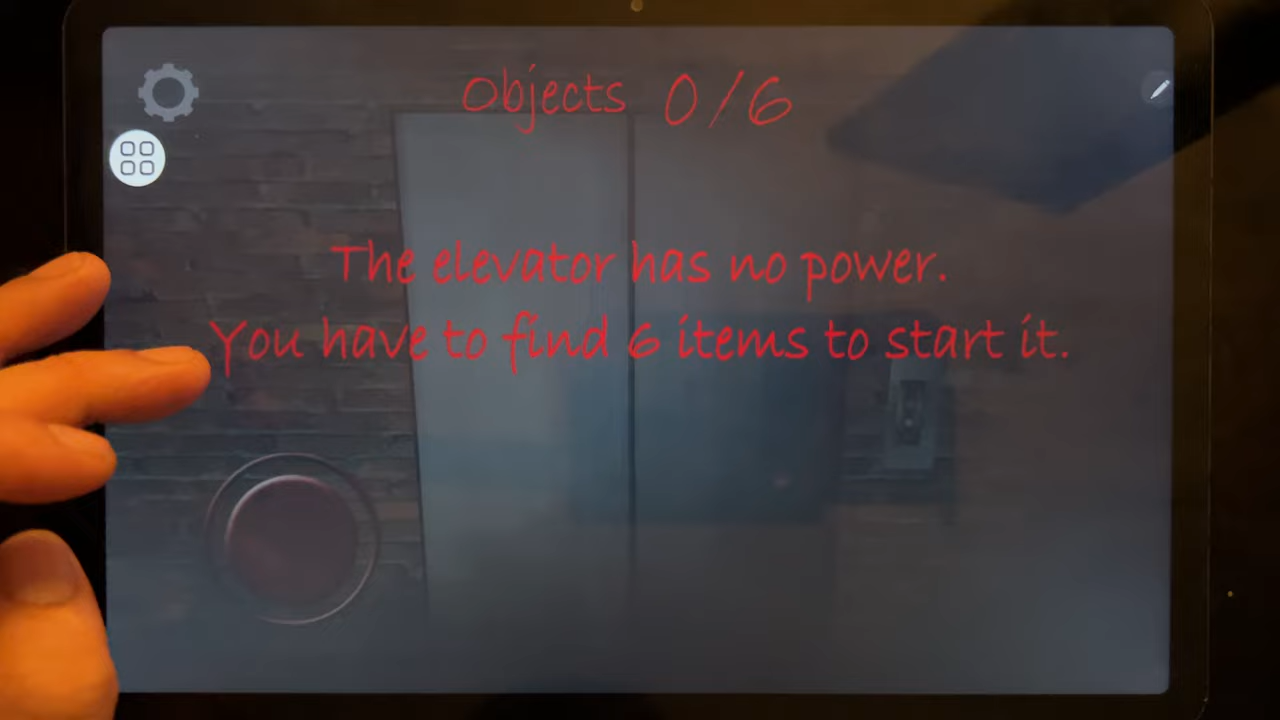 Objects 0/6
The elevator has no power.
You have to find 6 items to start it.